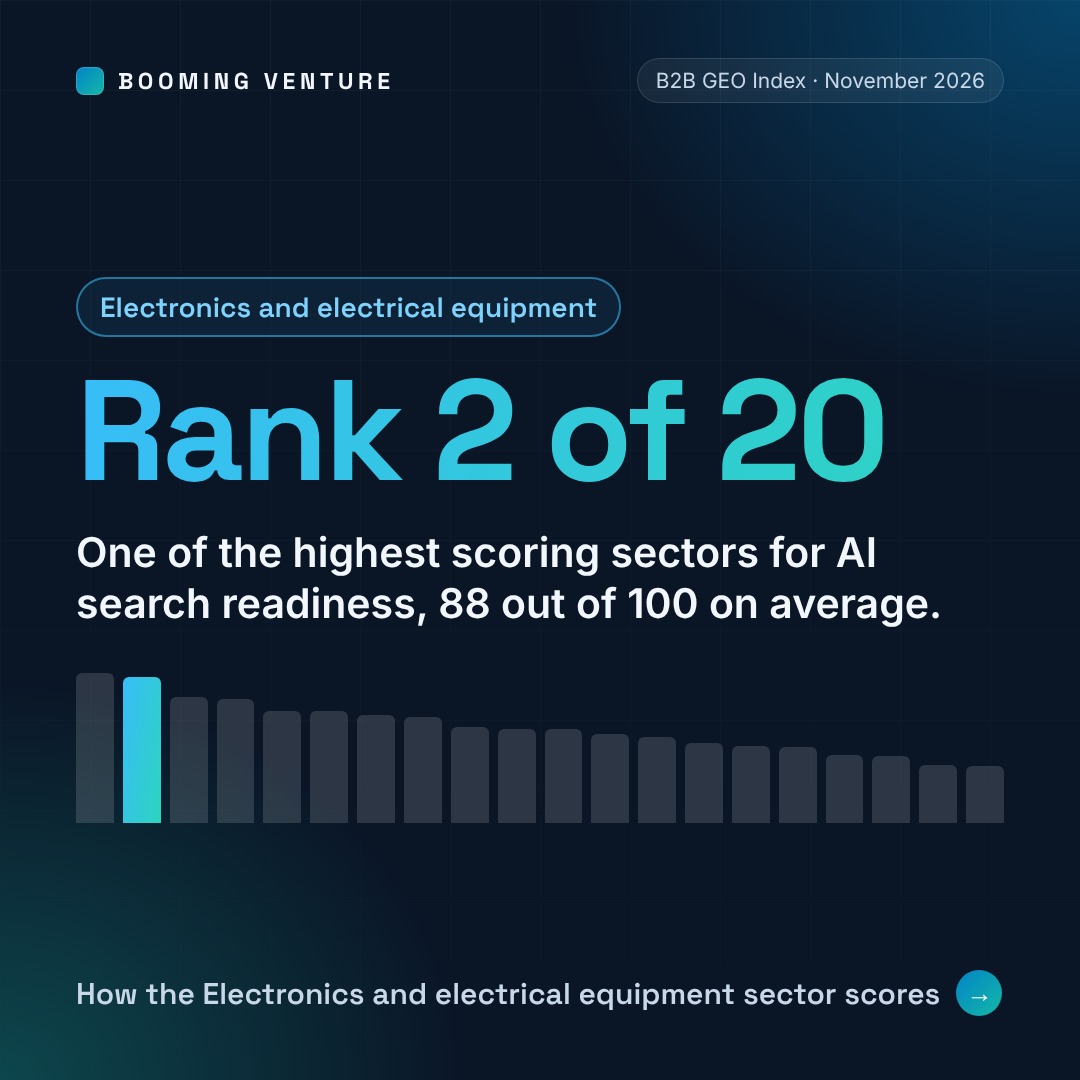 BOOMING VENTURE
B2B GEO Index · November 2026
Electronics and electrical equipment
Rank 2 of 20
One of the highest scoring sectors for AI
search readiness, 88 out of 100 on average.
How the Electronics and electrical equipment sector scores →